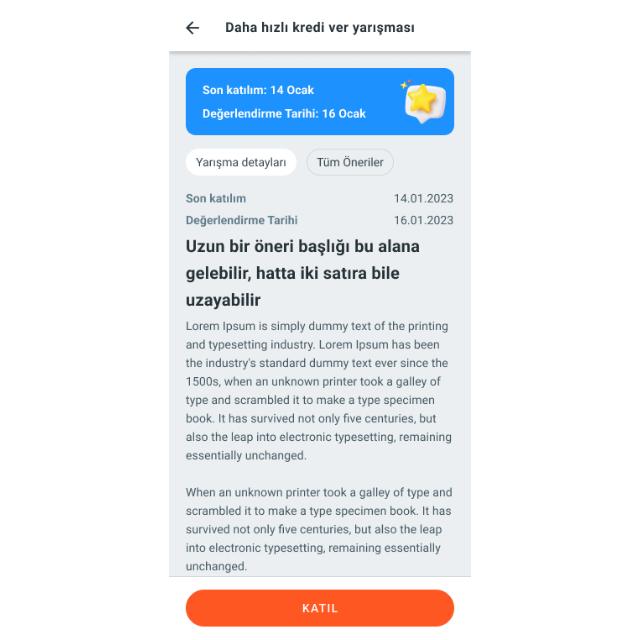 Daha hızlı kredi ver yarışması
Son katılım: 14 Ocak
Değerlendirme Tarihi: 16 Ocak
Yarışma detayları
Tüm Öneriler
Son katılım 14.01.2023
Değerlendirme Tarihi 16.01.2023
Uzun bir öneri başlığı bu alana
gelebilir, hatta iki satıra bile
uzayabilir
Lorem Ipsum is simply dummy text of the printing
and typesetting industry. Lorem Ipsum has been
the industry's standard dummy text ever since the
1500s, when an unknown printer took a galley of
type and scrambled it to make a type specimen
book. It has survived not only five centuries, but
also the leap into electronic typesetting, remaining
essentially unchanged.
When an unknown printer took a galley of type and
scrambled it to make a type specimen book. It has
survived not only five centuries, but also the leap
into electronic typesetting, remaining essentially
unchanged.
KATIL